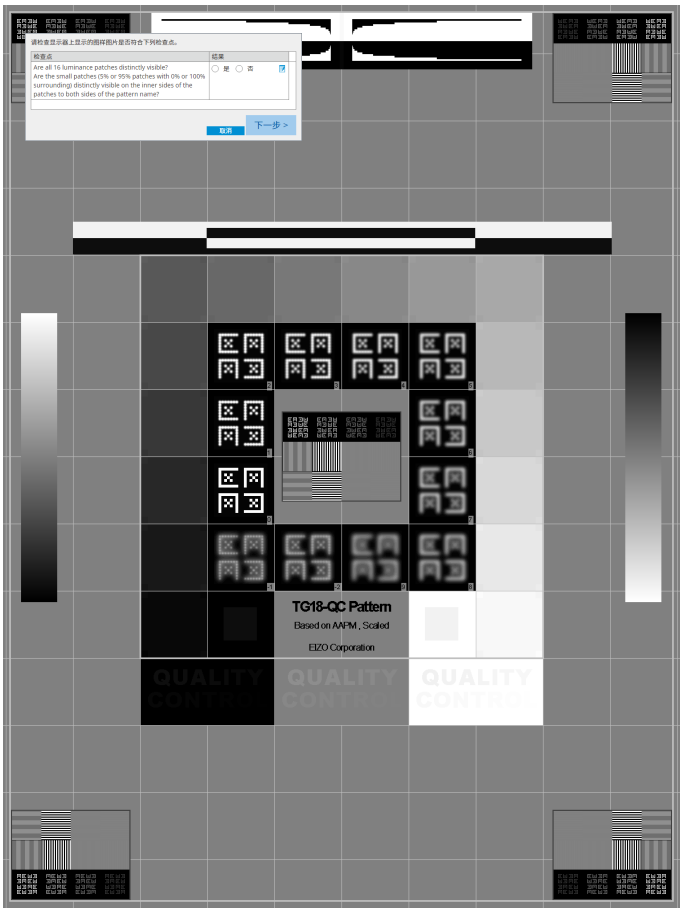 请检查显示器上显示的图样图片是否符合下列检查点。
检查点 结果
Are all 16 luminance patches distinctly visible?
Are the small patches (5% or 95% patches with 0% or 100%
surrounding) distinctly visible on the inner sides of the
patches to both sides of the pattern name?
是 否
取消 下一步 >
TG18-QC Pattern
Based on AAPM , Scaled
EIZO Corporation
QUALITY QUALITY QUALITY
CONTRO CONTRO CONTRO